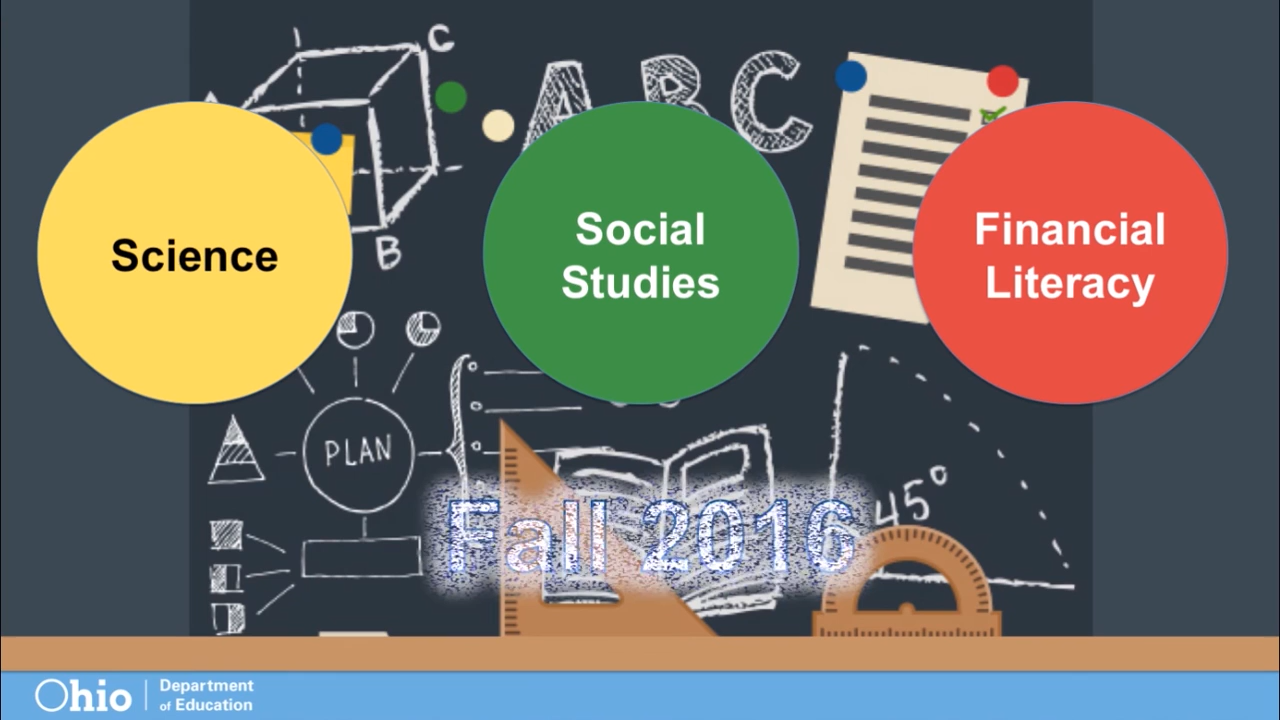 C
ABC
B
Science
Social
Studies
Financial
Literacy
PLAN
Fall 2016
45°
Ohio
Department
of Education